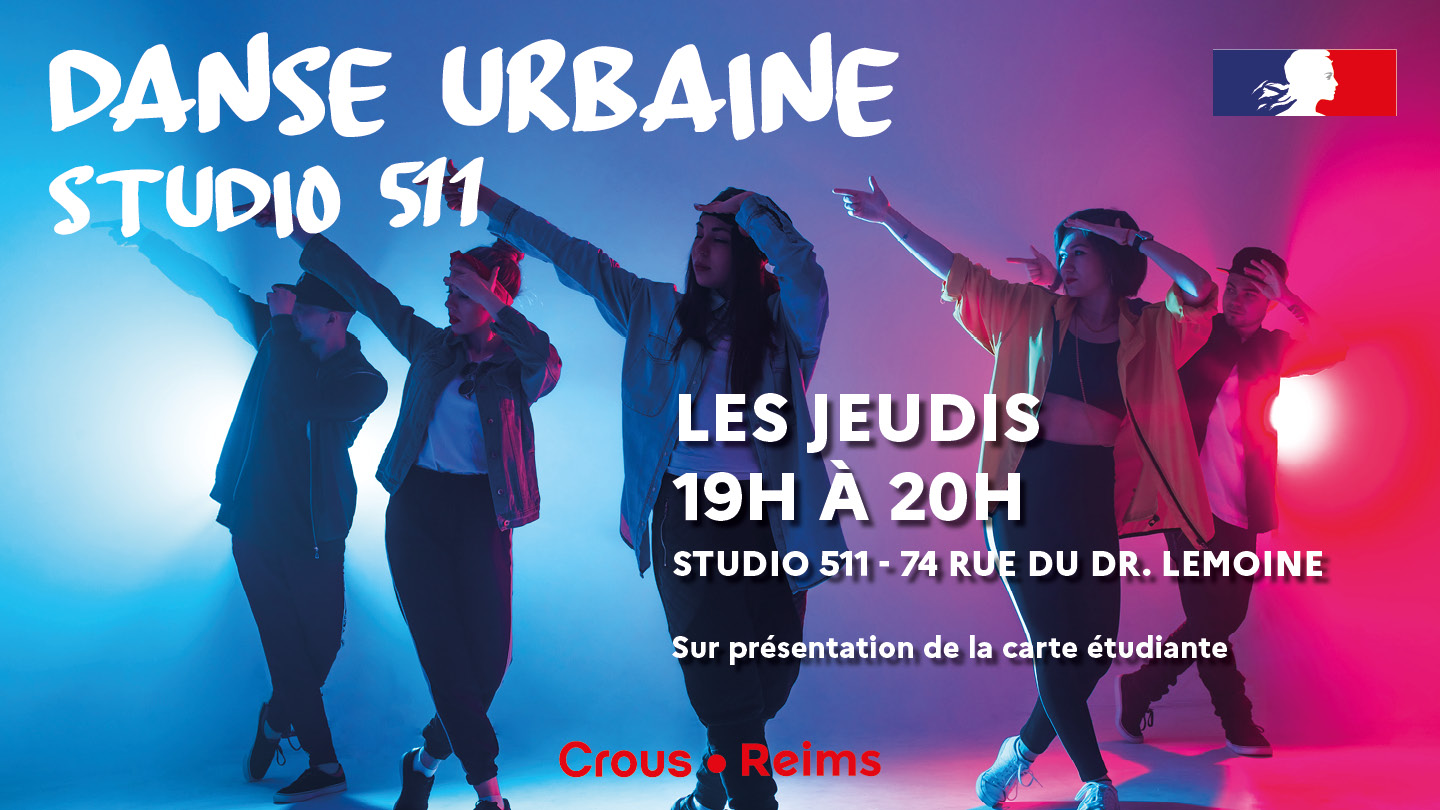 DANSE URBAINE
STUDIO 511
LES JEUDIS
19H À 20H
STUDIO 511 - 74 RUE DU DR. LEMOINE
Sur présentation de la carte étudiante
Crous • Reims